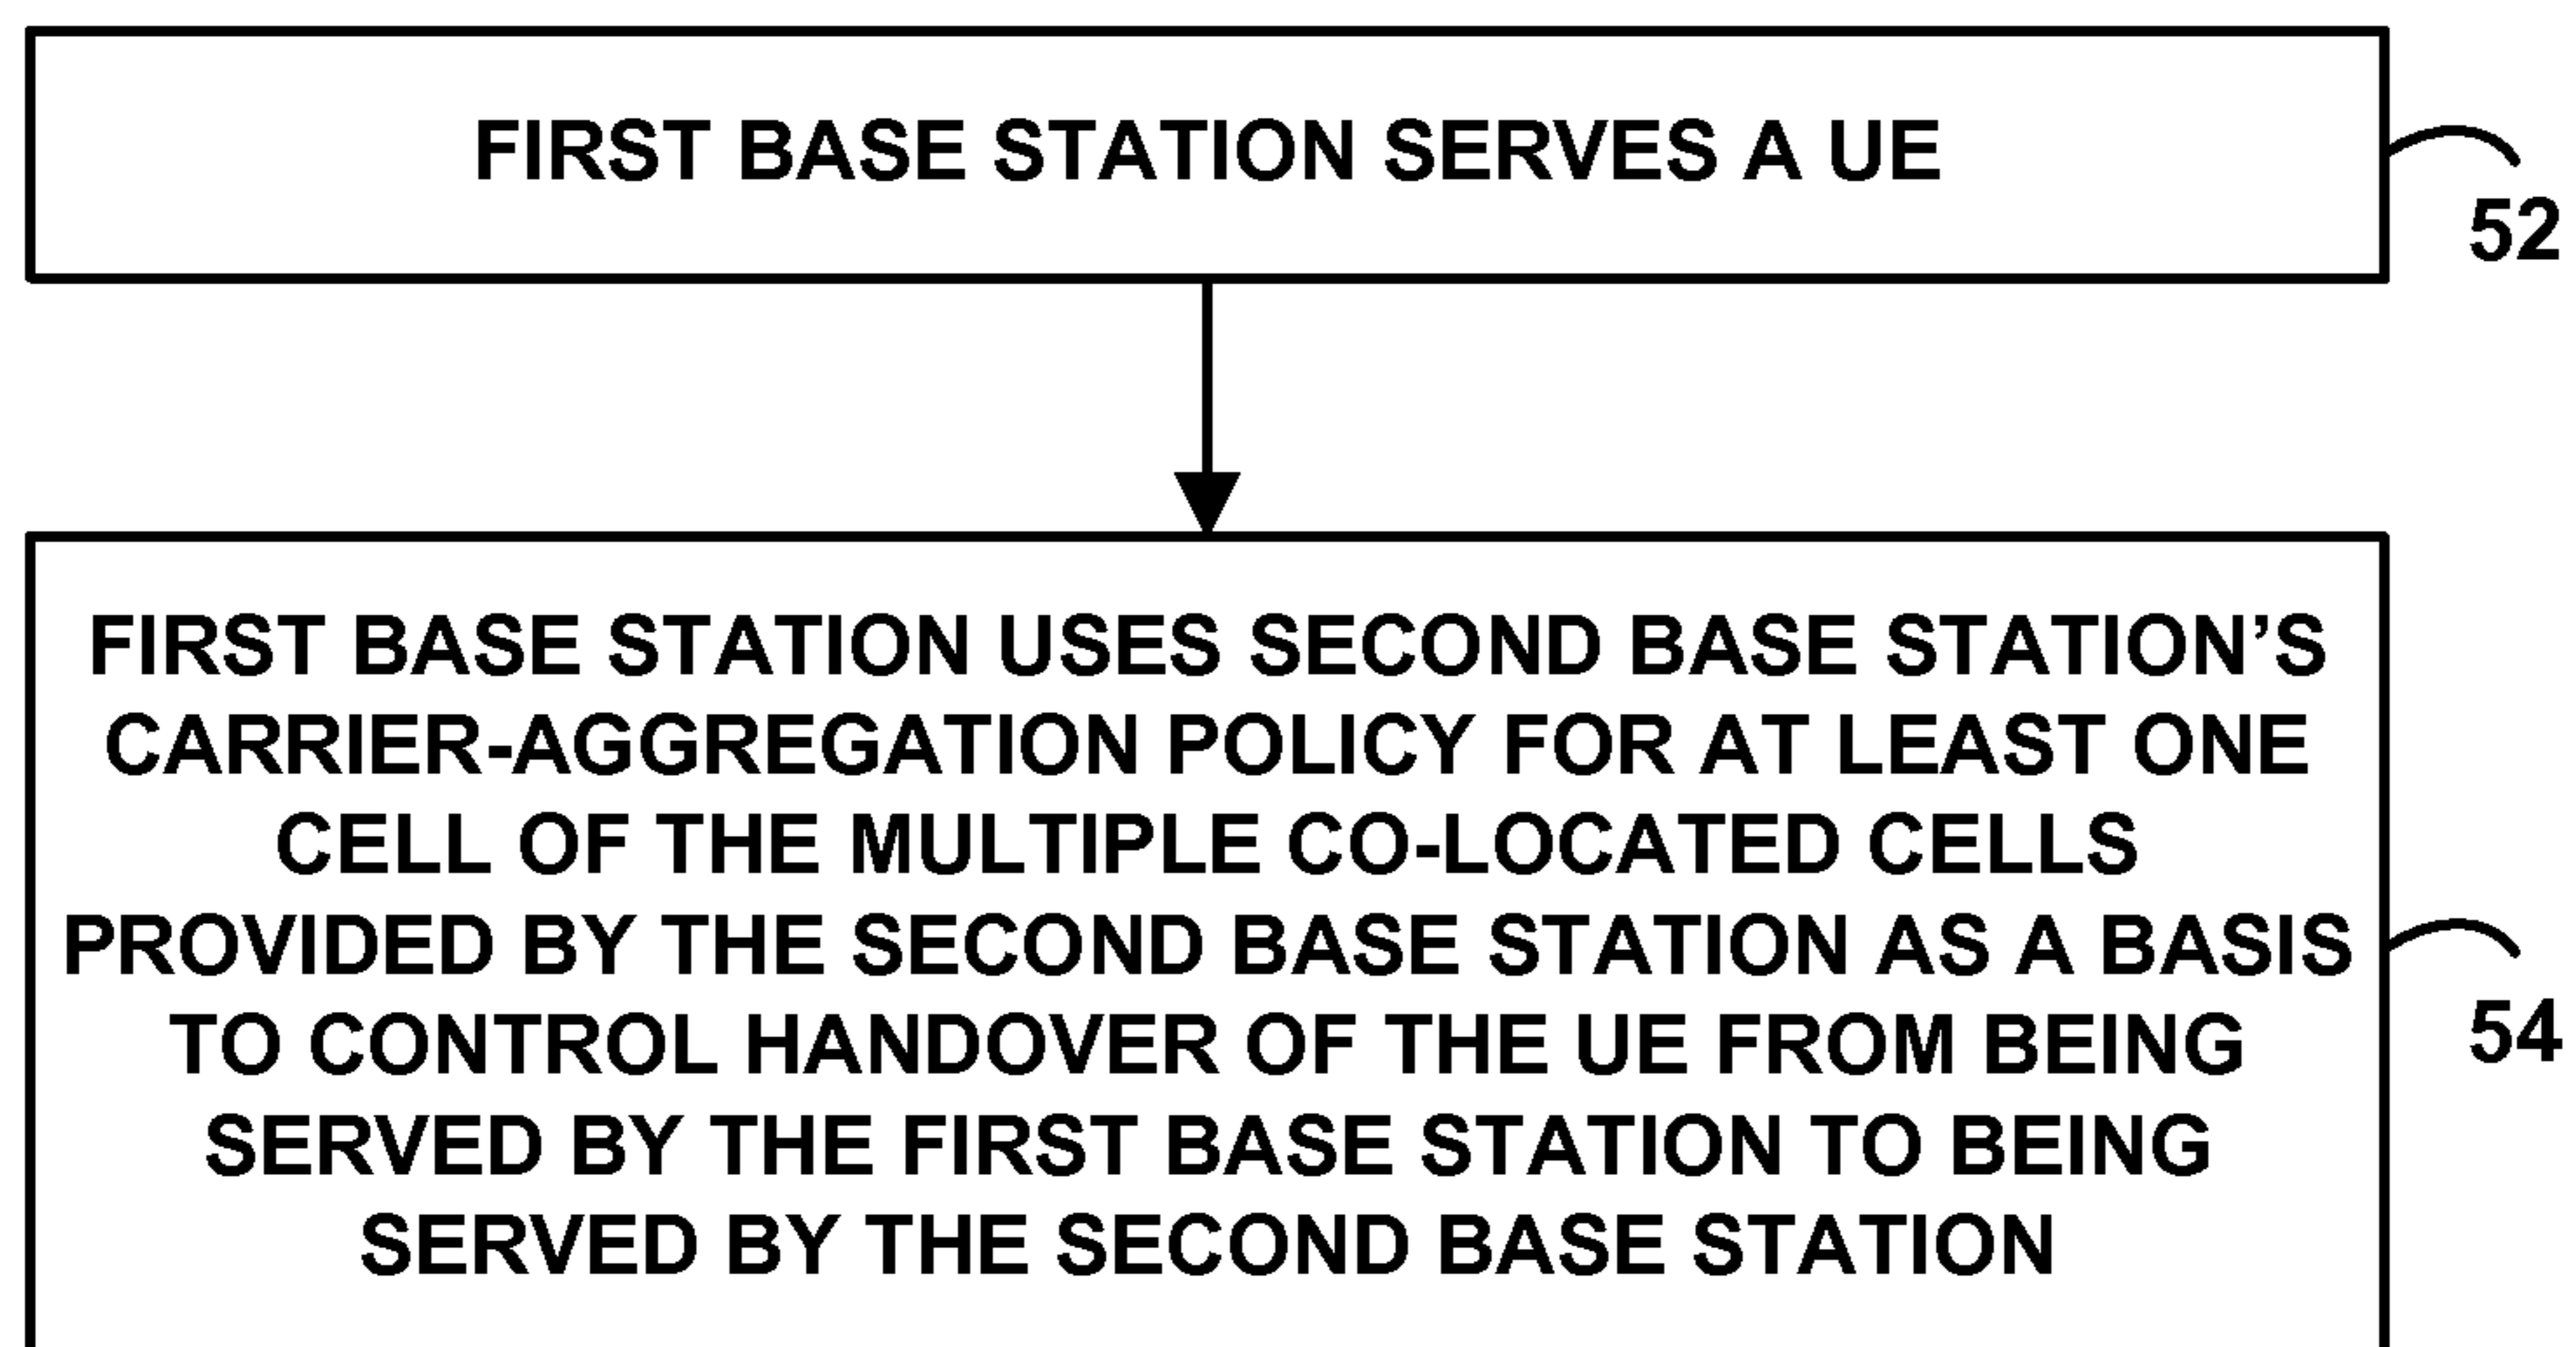 FIRST BASE STATION SERVES A UE
52
FIRST BASE STATION USES SECOND BASE STATION’S
CARRIER-AGGREGATION POLICY FOR AT LEAST ONE
CELL OF THE MULTIPLE CO-LOCATED CELLS
PROVIDED BY THE SECOND BASE STATION AS A BASIS
TO CONTROL HANDOVER OF THE UE FROM BEING
SERVED BY THE FIRST BASE STATION TO BEING
SERVED BY THE SECOND BASE STATION
54